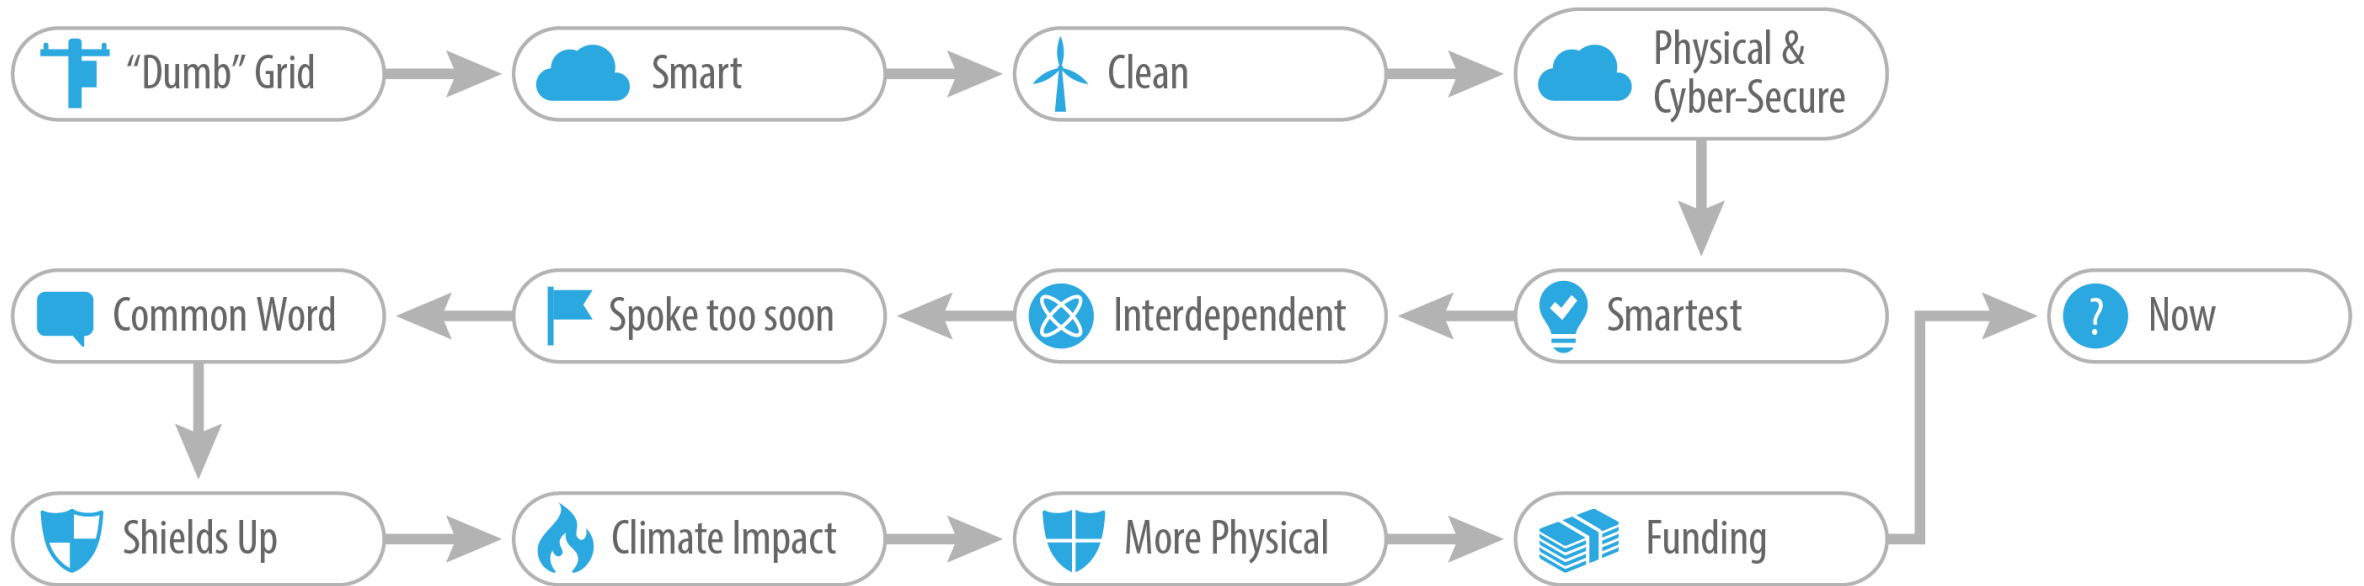 “Dumb” Grid
Smart
Clean
Physical &
Cyber-Secure
Smartest
Interdependent
Spoke too soon
Common Word
Shields Up
Climate Impact
More Physical
Funding
?
Now